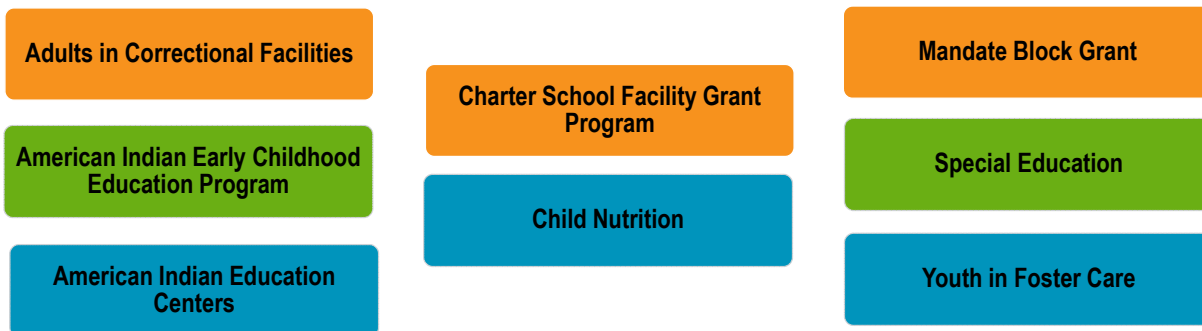 Adults in Correctional Facilities
American Indian Early Childhood
Education Program
American Indian Education
Centers
Charter School Facility Grant
Program
Child Nutrition
Mandate Block Grant
Special Education
Youth in Foster Care